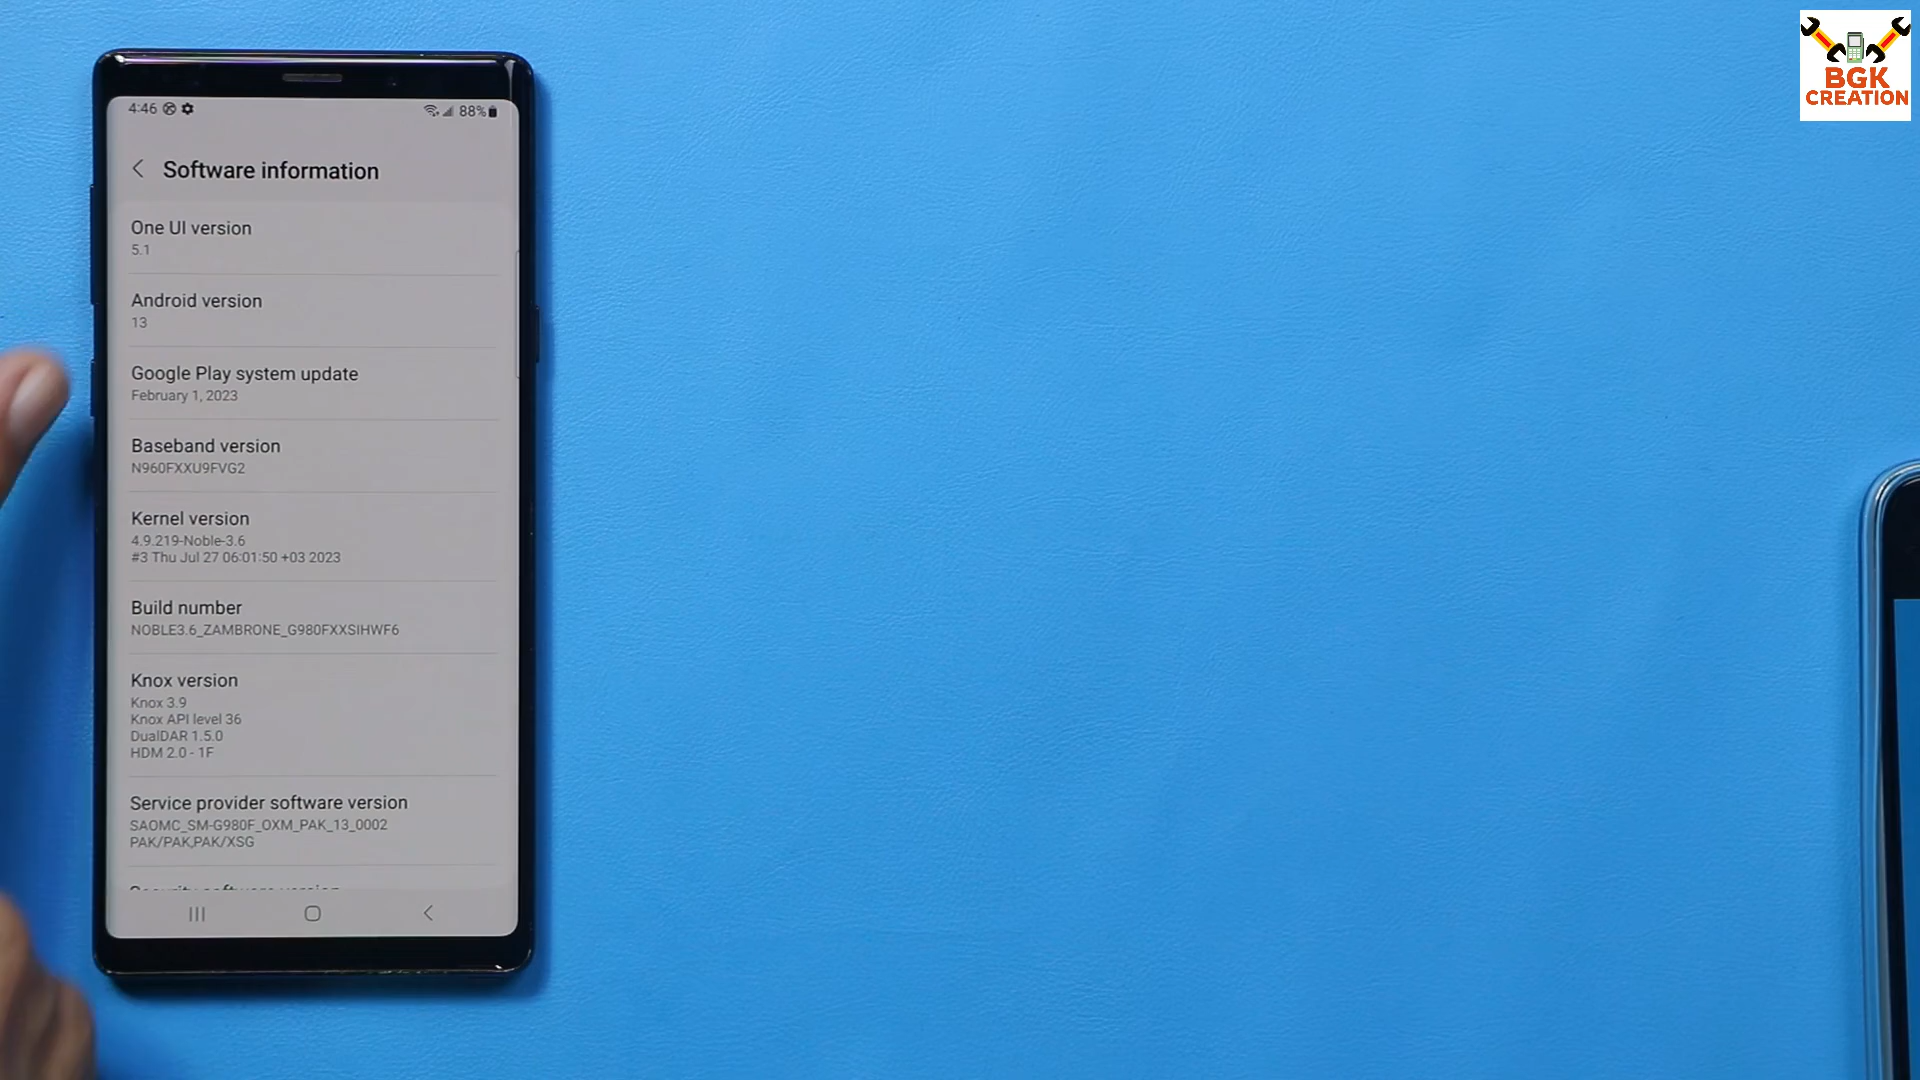 BGK
CREATION
4:46
88%
Software information
One UI version
5.1
Android version
13
Google Play system update
February 1, 2023
Baseband version
N960FXXU9FVG2
Kernel version
4.9.219-Noble-3.6
#3 Thu Jul 27 06:01:50 +03 2023
Build number
NOBLE3.6_ZAMBRONE_G980FXXSIHWF6
Knox version
Knox 3.9
Knox API level 36
DualDAR 1.5.0
HDM 2.0 - 1F
Service provider software version
SAOMC_SM-G980F_OXM_PAK_13_0002
PAK/PAK,PAK/XSG
Security software version